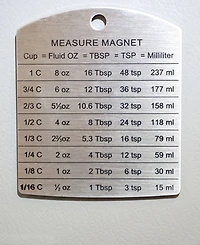 MEASURE MAGNET
Cup = Fluid OZ = TBSP = TSP = Milliliter
1 C 8 oz 16 Tbsp 48 tsp 237 ml
3/4 C 6 oz 12 Tbsp 36 tsp 177 ml
2/3 C 5⅓oz 10.6 Tbsp 32 tsp 158 ml
1/2 C 4 oz 8 Tbsp 24 tsp 118 ml
1/3 C 2⅔oz 5.3 Tbsp 16 tsp 79 ml
1/4 C 2 oz 4 Tbsp 12 tsp 59 ml
1/8 C 1 oz 2 Tbsp 6 tsp 30 ml
1/16 C ½ oz 1 Tbsp 3 tsp 15 ml